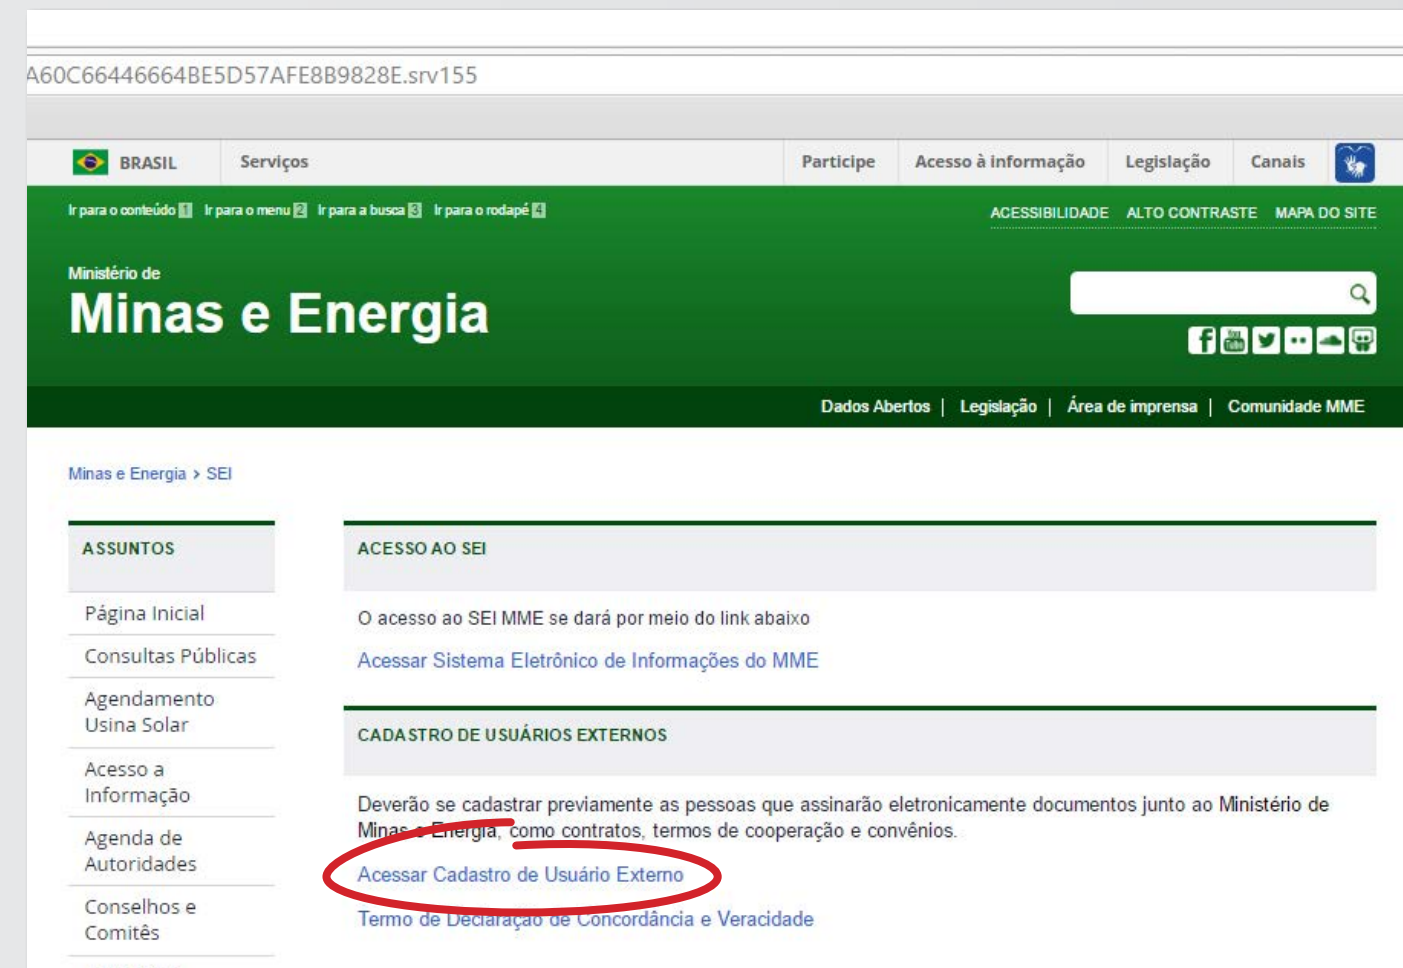 A60C66446664BE5D57AFE8B9828E.srv155
BRASIL Serviços Participe Acesso à informação Legislação Canais
Ir para o conteúdo 1 Ir para o menu 2 Ir para a busca 3 Ir para o rodapé 4 ACESSIBILIDADE ALTO CONTRASTE MAPA DO SITE
Ministério de
Minas e Energia
Dados Abertos | Legislação | Área de imprensa | Comunidade MME
Minas e Energia > SEI
ASSUNTOS
Página Inicial
Consultas Públicas
Agendamento
Usina Solar
Acesso a
Informação
Agenda de
Autoridades
Conselhos e
Comitês
ACESSO AO SEI
O acesso ao SEI MME se dará por meio do link abaixo
Acessar Sistema Eletrônico de Informações do MME
CADASTRO DE USUÁRIOS EXTERNOS
Deverão se cadastrar previamente as pessoas que assinarão eletronicamente documentos junto ao Ministério de
Minas e Energia, como contratos, termos de cooperação e convênios.
Acessar Cadastro de Usuário Externo
Termo de Declaração de Concordância e Veracidade